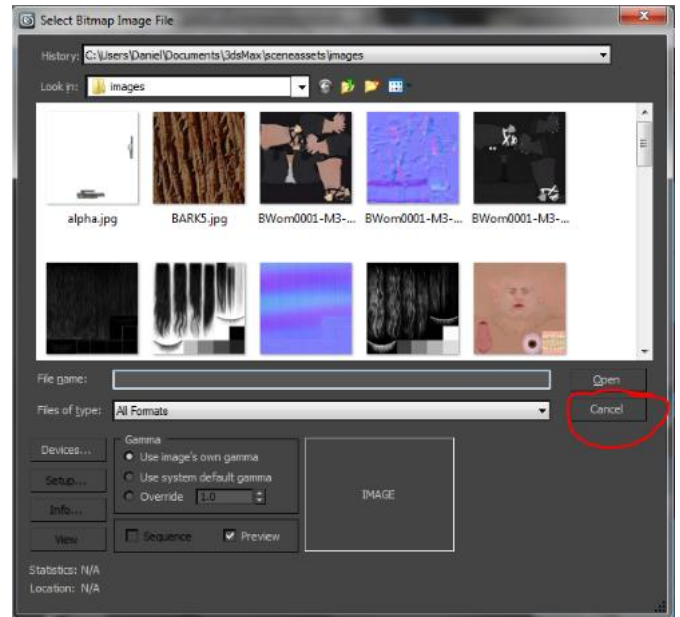 Select Bitmap Image File
History: C:\Users\Daniel\Documents\3dsMax\sceneassets\images
Look in: images
alpha.jpg BARK5.jpg BWom0001-M3-... BWom0001-M3-... BWom0001-M3-...
File name: Open
Files of type: All Formats Cancel
Devices... Gamma
Use image's own gamma
Setup... Use system default gamma
Override 1.0 IMAGE
Info...
View Sequence Preview
Statistics: N/A
Location: N/A